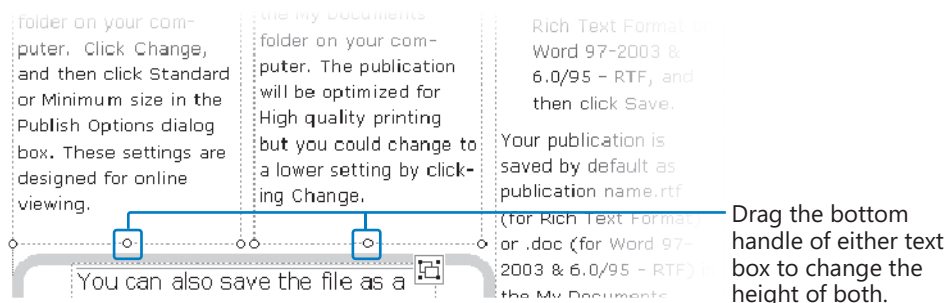 folder on your com-
puter. Click Change,
and then click Standard
or Minimum size in the
Publish Options dialog
box. These settings are
designed for online
viewing.
the My Documents
folder on your com-
puter. The publication
will be optimized for
High quality printing
but you could change to
a lower setting by click-
ing Change.
Rich Text Format
Word 97-2003 &
6.0/95 - RTF, and
then click Save.
Your publication is
saved by default as
publication name.rtf
(for Rich Text Format)
or .doc (for Word 97-
2003 & 6.0/95 - RTF)
the My Documents
You can also save the file as a
Drag the bottom
handle of either text
box to change the
height of both.